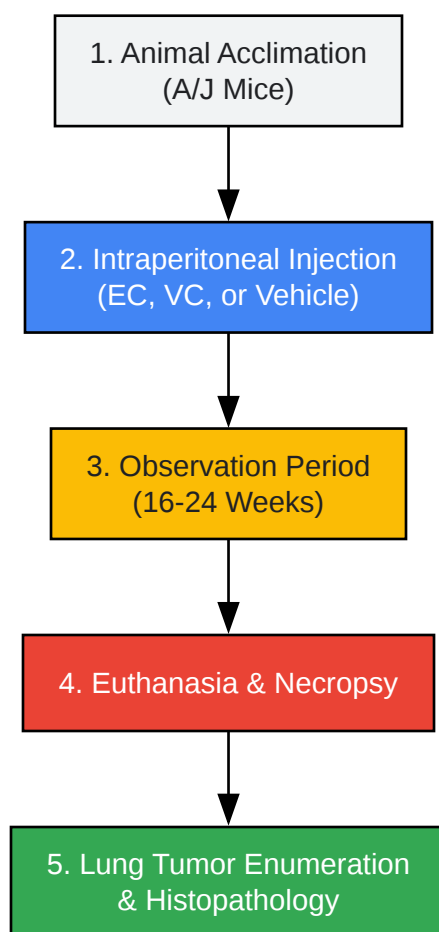 1. Animal Acclimation
(A/J Mice)
2. Intraperitoneal Injection
(EC, VC, or Vehicle)
3. Observation Period
(16-24 Weeks)
4. Euthanasia & Necropsy
5. Lung Tumor Enumeration
& Histopathology